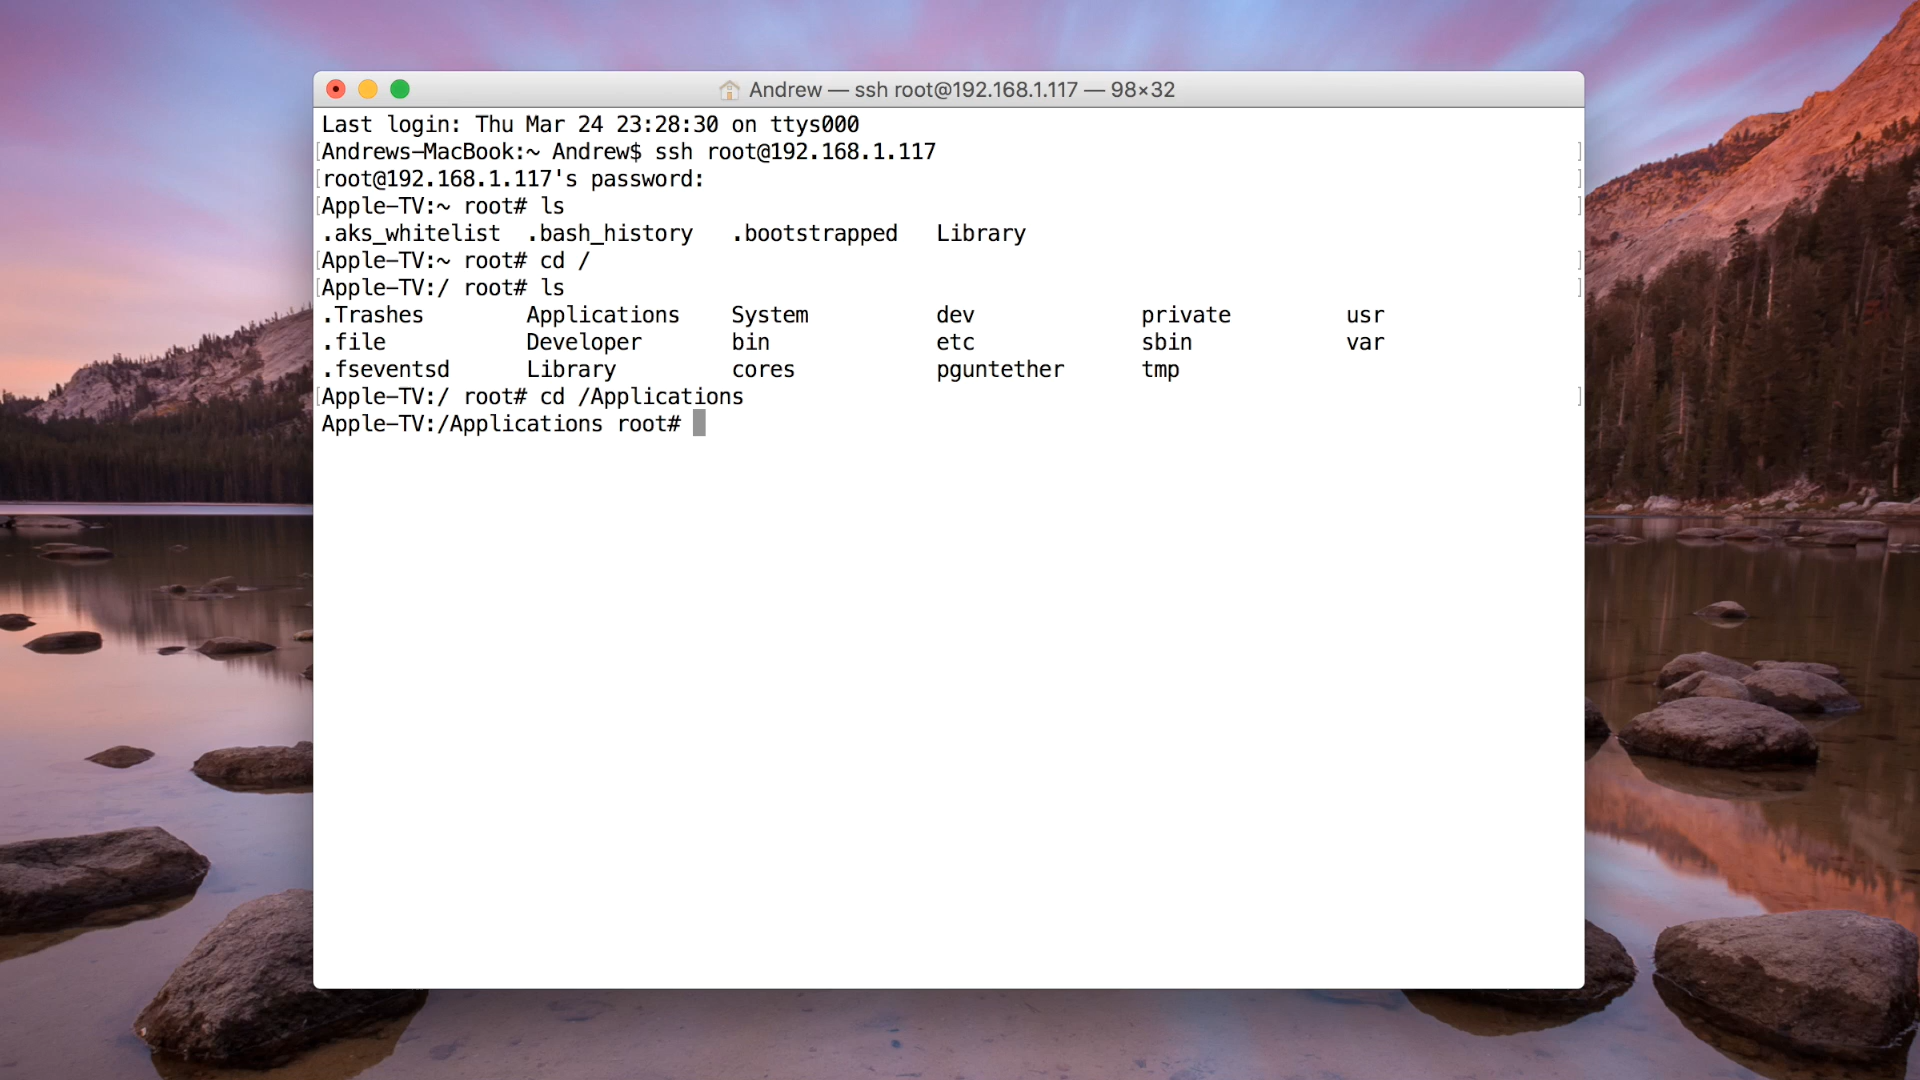 Andrew — ssh root@192.168.1.117 — 98×32
Last login: Thu Mar 24 23:28:30 on ttys000
[Andrews-MacBook:~ Andrew$ ssh root@192.168.1.117 ]
[root@192.168.1.117's password: ]
[Apple-TV:~ root# ls ]
.aks_whitelist .bash_history .bootstrapped Library
[Apple-TV:~ root# cd / ]
[Apple-TV:/ root# ls ]
.Trashes Applications System dev private usr
.file Developer bin etc sbin var
.fseventsd Library cores pguntether tmp
[Apple-TV:/ root# cd /Applications ]
Apple-TV:/Applications root#